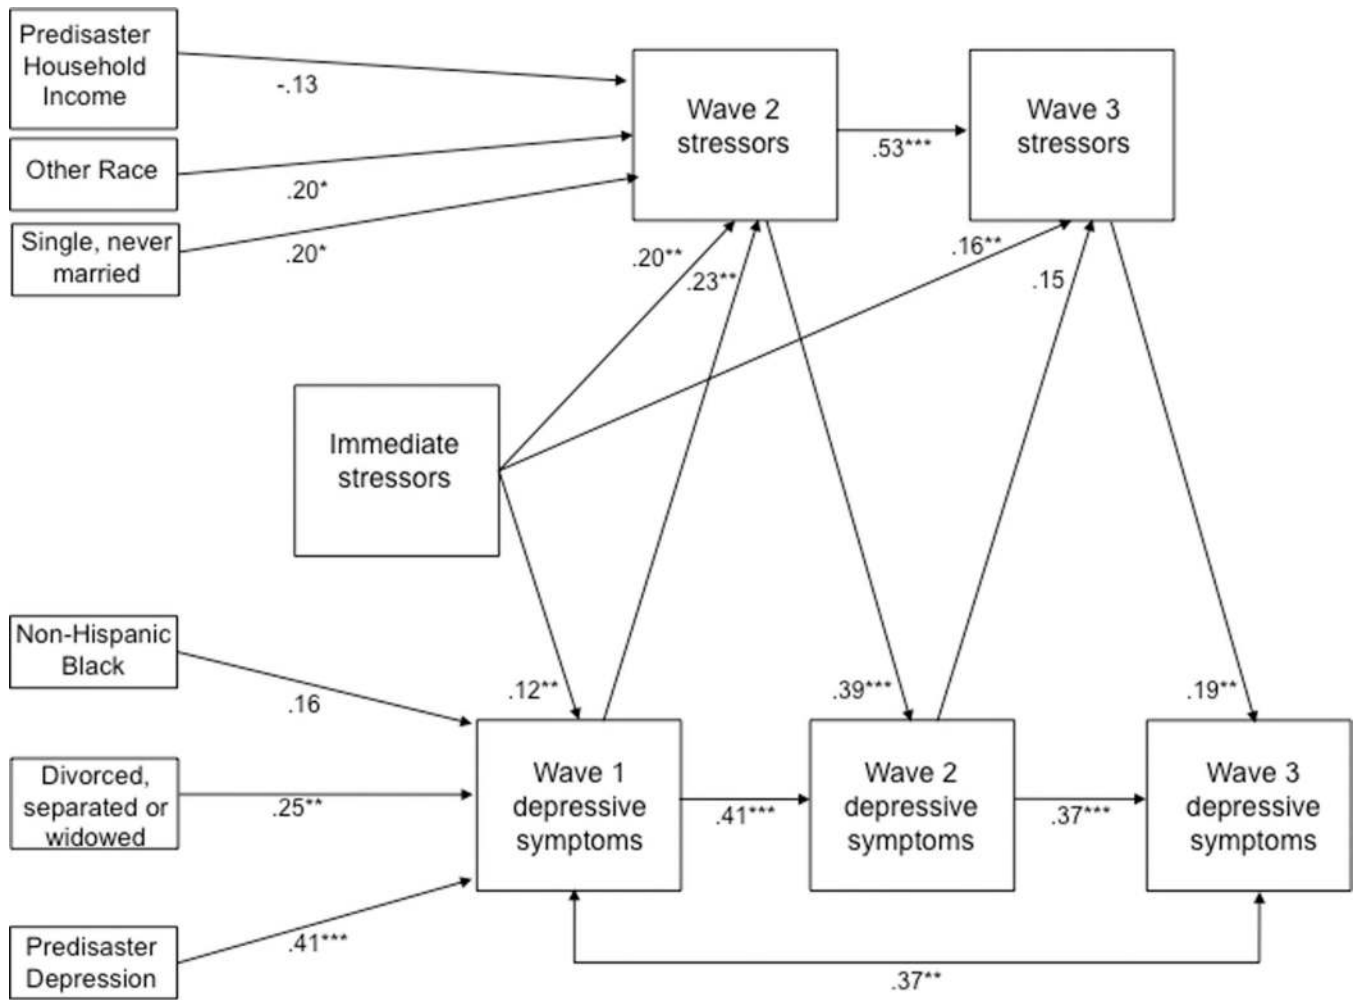 Predisaster
Household
Income
-.13
Other Race
.20*
Single, never
married
.20*
Wave 2
stressors
.53***
Wave 3
stressors
.20**
.23**
.16**
.15
Immediate
stressors
Non-Hispanic
Black
.16
.12**
.39***
.19**
Divorced,
separated or
widowed
.25**
Wave 1
depressive
symptoms
.41***
Wave 2
depressive
symptoms
.37***
Wave 3
depressive
symptoms
Predisaster
Depression
.41***
.37**